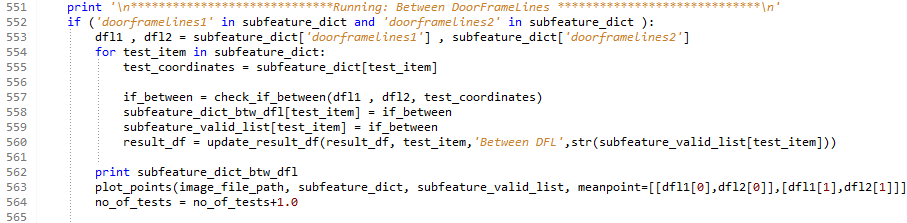 551 print '\n*****************************Running: Between DoorFrameLines *****************************\n'
552 if ('doorframelines1' in subfeature_dict and 'doorframelines2' in subfeature_dict ):
553 dfl1 , dfl2 = subfeature_dict['doorframelines1'] , subfeature_dict['doorframelines2']
554 for test_item in subfeature_dict:
555 test_coordinates = subfeature_dict[test_item]
556
557 if_between = check_if_between(dfl1 , dfl2, test_coordinates)
558 subfeature_dict_btw_dfl[test_item] = if_between
559 subfeature_valid_list[test_item] = if_between
560 result_df = update_result_df(result_df, test_item,'Between DFL',str(subfeature_valid_list[test_item]))
561
562 print subfeature_dict_btw_dfl
563 plot_points(image_file_path, subfeature_dict, subfeature_valid_list, meanpoint=[[dfl1[0],dfl2[0]],[dfl1[1],dfl2[1]]]
564 no_of_tests = no_of_tests+1.0
565